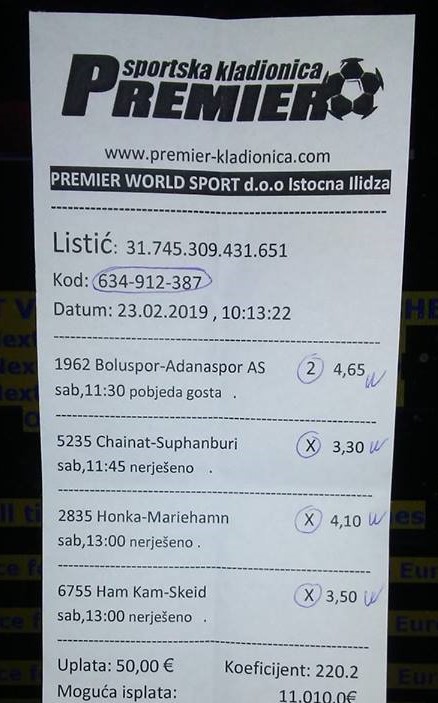 sportska kladionica
PREMIER
www.premier-kladionica.com
PREMIER WORLD SPORT d.o.o Istocna Ilidza
Listić: 31.745.309.431.651
Kod: 634-912-387
Datum: 23.02.2019 , 10:13:22
1962 Boluspor-Adanaspor AS 2 4,65 W
sab,11:30 pobjeda gosta .
5235 Chainat-Suphanburi X 3,30 W
sab,11:45 nerješeno .
2835 Honka-Mariehamn X 4,10 W
sab,13:00 nerješeno .
6755 Ham Kam-Skeid X 3,50 W
sab,13:00 nerješeno .
Uplata: 50,00 € Koeficijent: 220.2
Moguća isplata: 11.010.0€